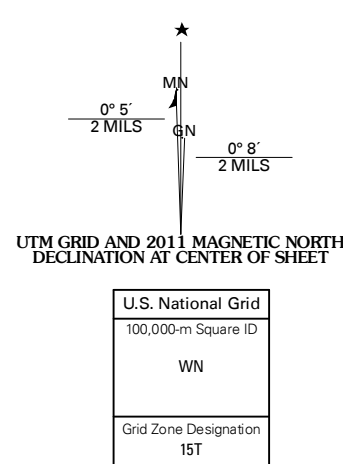 MN
0° 5´
2 MILS
GN
0° 8´
2 MILS
UTM GRID AND 2011 MAGNETIC NORTH
DECLINATION AT CENTER OF SHEET
U.S. National Grid
100,000-m Square ID
WN
Grid Zone Designation
15T